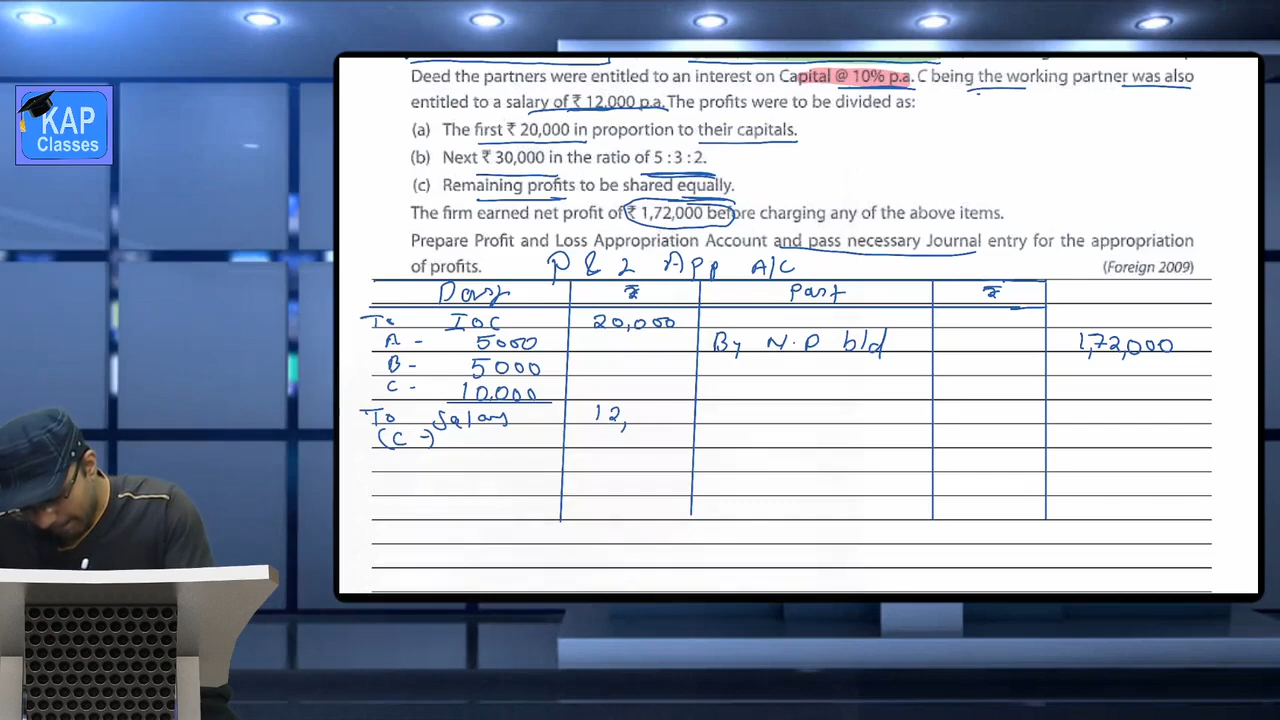 KAP
Classes
Deed the partners were entitled to an interest on Capital @ 10% p.a. C being the working partner was also
entitled to a salary of ₹ 12,000 p.a. The profits were to be divided as:
(a) The first ₹ 20,000 in proportion to their capitals.
(b) Next ₹ 30,000 in the ratio of 5 : 3 : 2.
(c) Remaining profits to be shared equally.
The firm earned net profit of ₹ 1,72,000 before charging any of the above items.
Prepare Profit and Loss Appropriation Account and pass necessary Journal entry for the appropriation
of profits. (Foreign 2009)
P & L App A/C
₹ Part ₹
To IOC 20,000
A - 5000 By N.P b/d 1,72,000
B - 5000
C - 10,000
To Salary 12,
(C -)